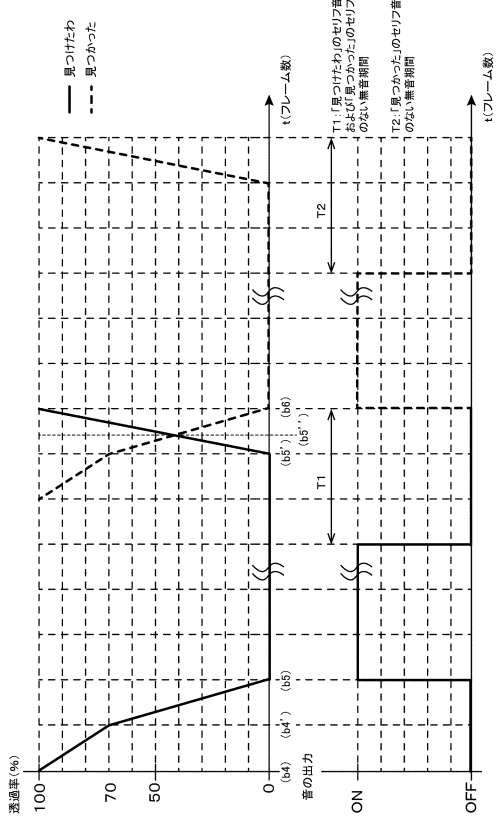 透過率(%)
100
70
50
0
(b4)
(b4')
(b5)
(b5')
(b5'')
(b6)
t(フレーム数)
見つけたわ
見つかった
音の出力
ON
OFF
T1
T2
t(フレーム数)
T1:「見つけたわ」のセリフ音
および「見つかった」のセリフ
のない無音期間
T2:「見つかった」のセリフ音
のない無音期間